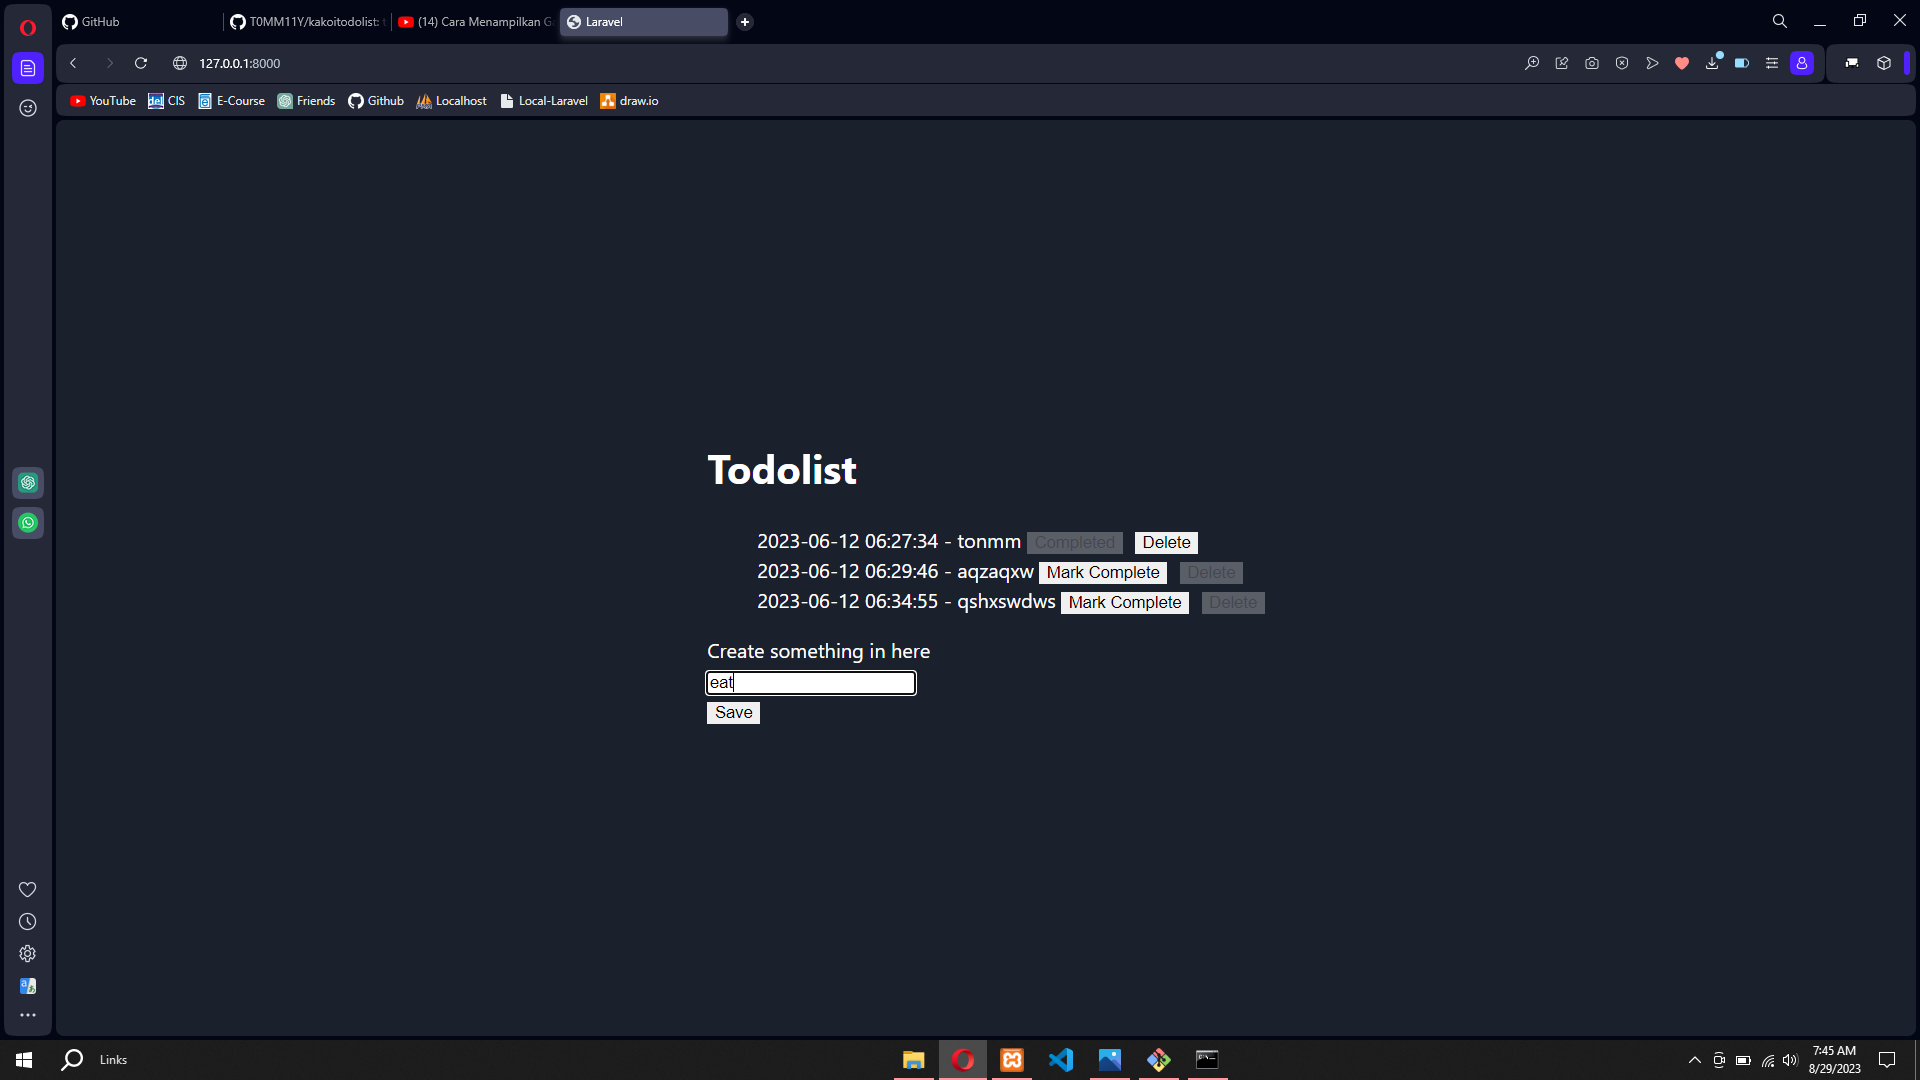 GitHub
T0MM11Y/kakoitodolist: t
(14) Cara Menampilkan Ga
Laravel
127.0.0.1:8000
YouTube
del CIS
E-Course
Friends
Github
Localhost
Local-Laravel
draw.io
Todolist
2023-06-12 06:27:34 - tonmm Completed Delete
2023-06-12 06:29:46 - aqzaqxw Mark Complete Delete
2023-06-12 06:34:55 - qshxswdws Mark Complete Delete
Create something in here
eat
Save
Links
7:45 AM
8/29/2023